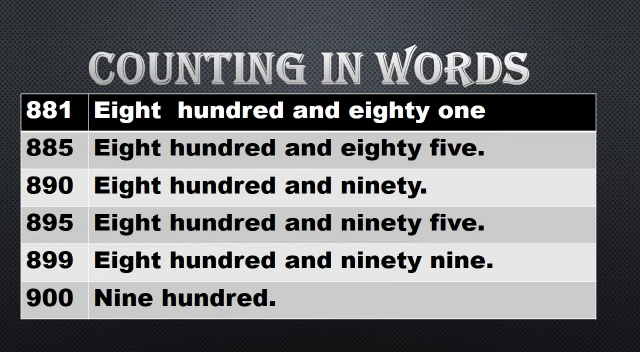 COUNTING IN WORDS
881 Eight  hundred and eighty one
885 Eight hundred and eighty five.
890 Eight hundred and ninety.
895 Eight hundred and ninety five.
899 Eight hundred and ninety nine.
900 Nine hundred.